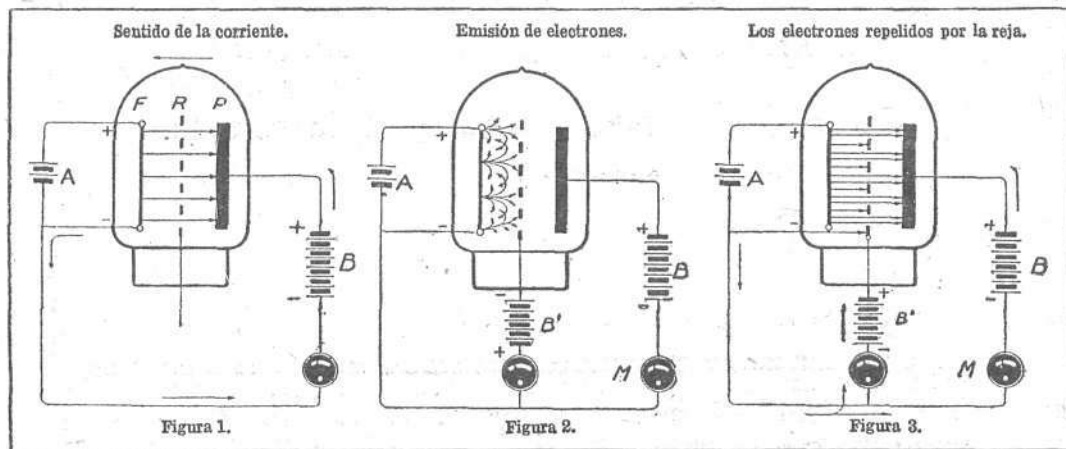 Sentido de la corriente.
Emisión de electrones.
Los electrones repelidos por la reja.
F R P
+
A
-
+
B
-
Figura 1.
+
A
-
-
B'
+
+
B
-
M
Figura 2.
+
A
-
+
B'
-
+
B
-
M
Figura 3.